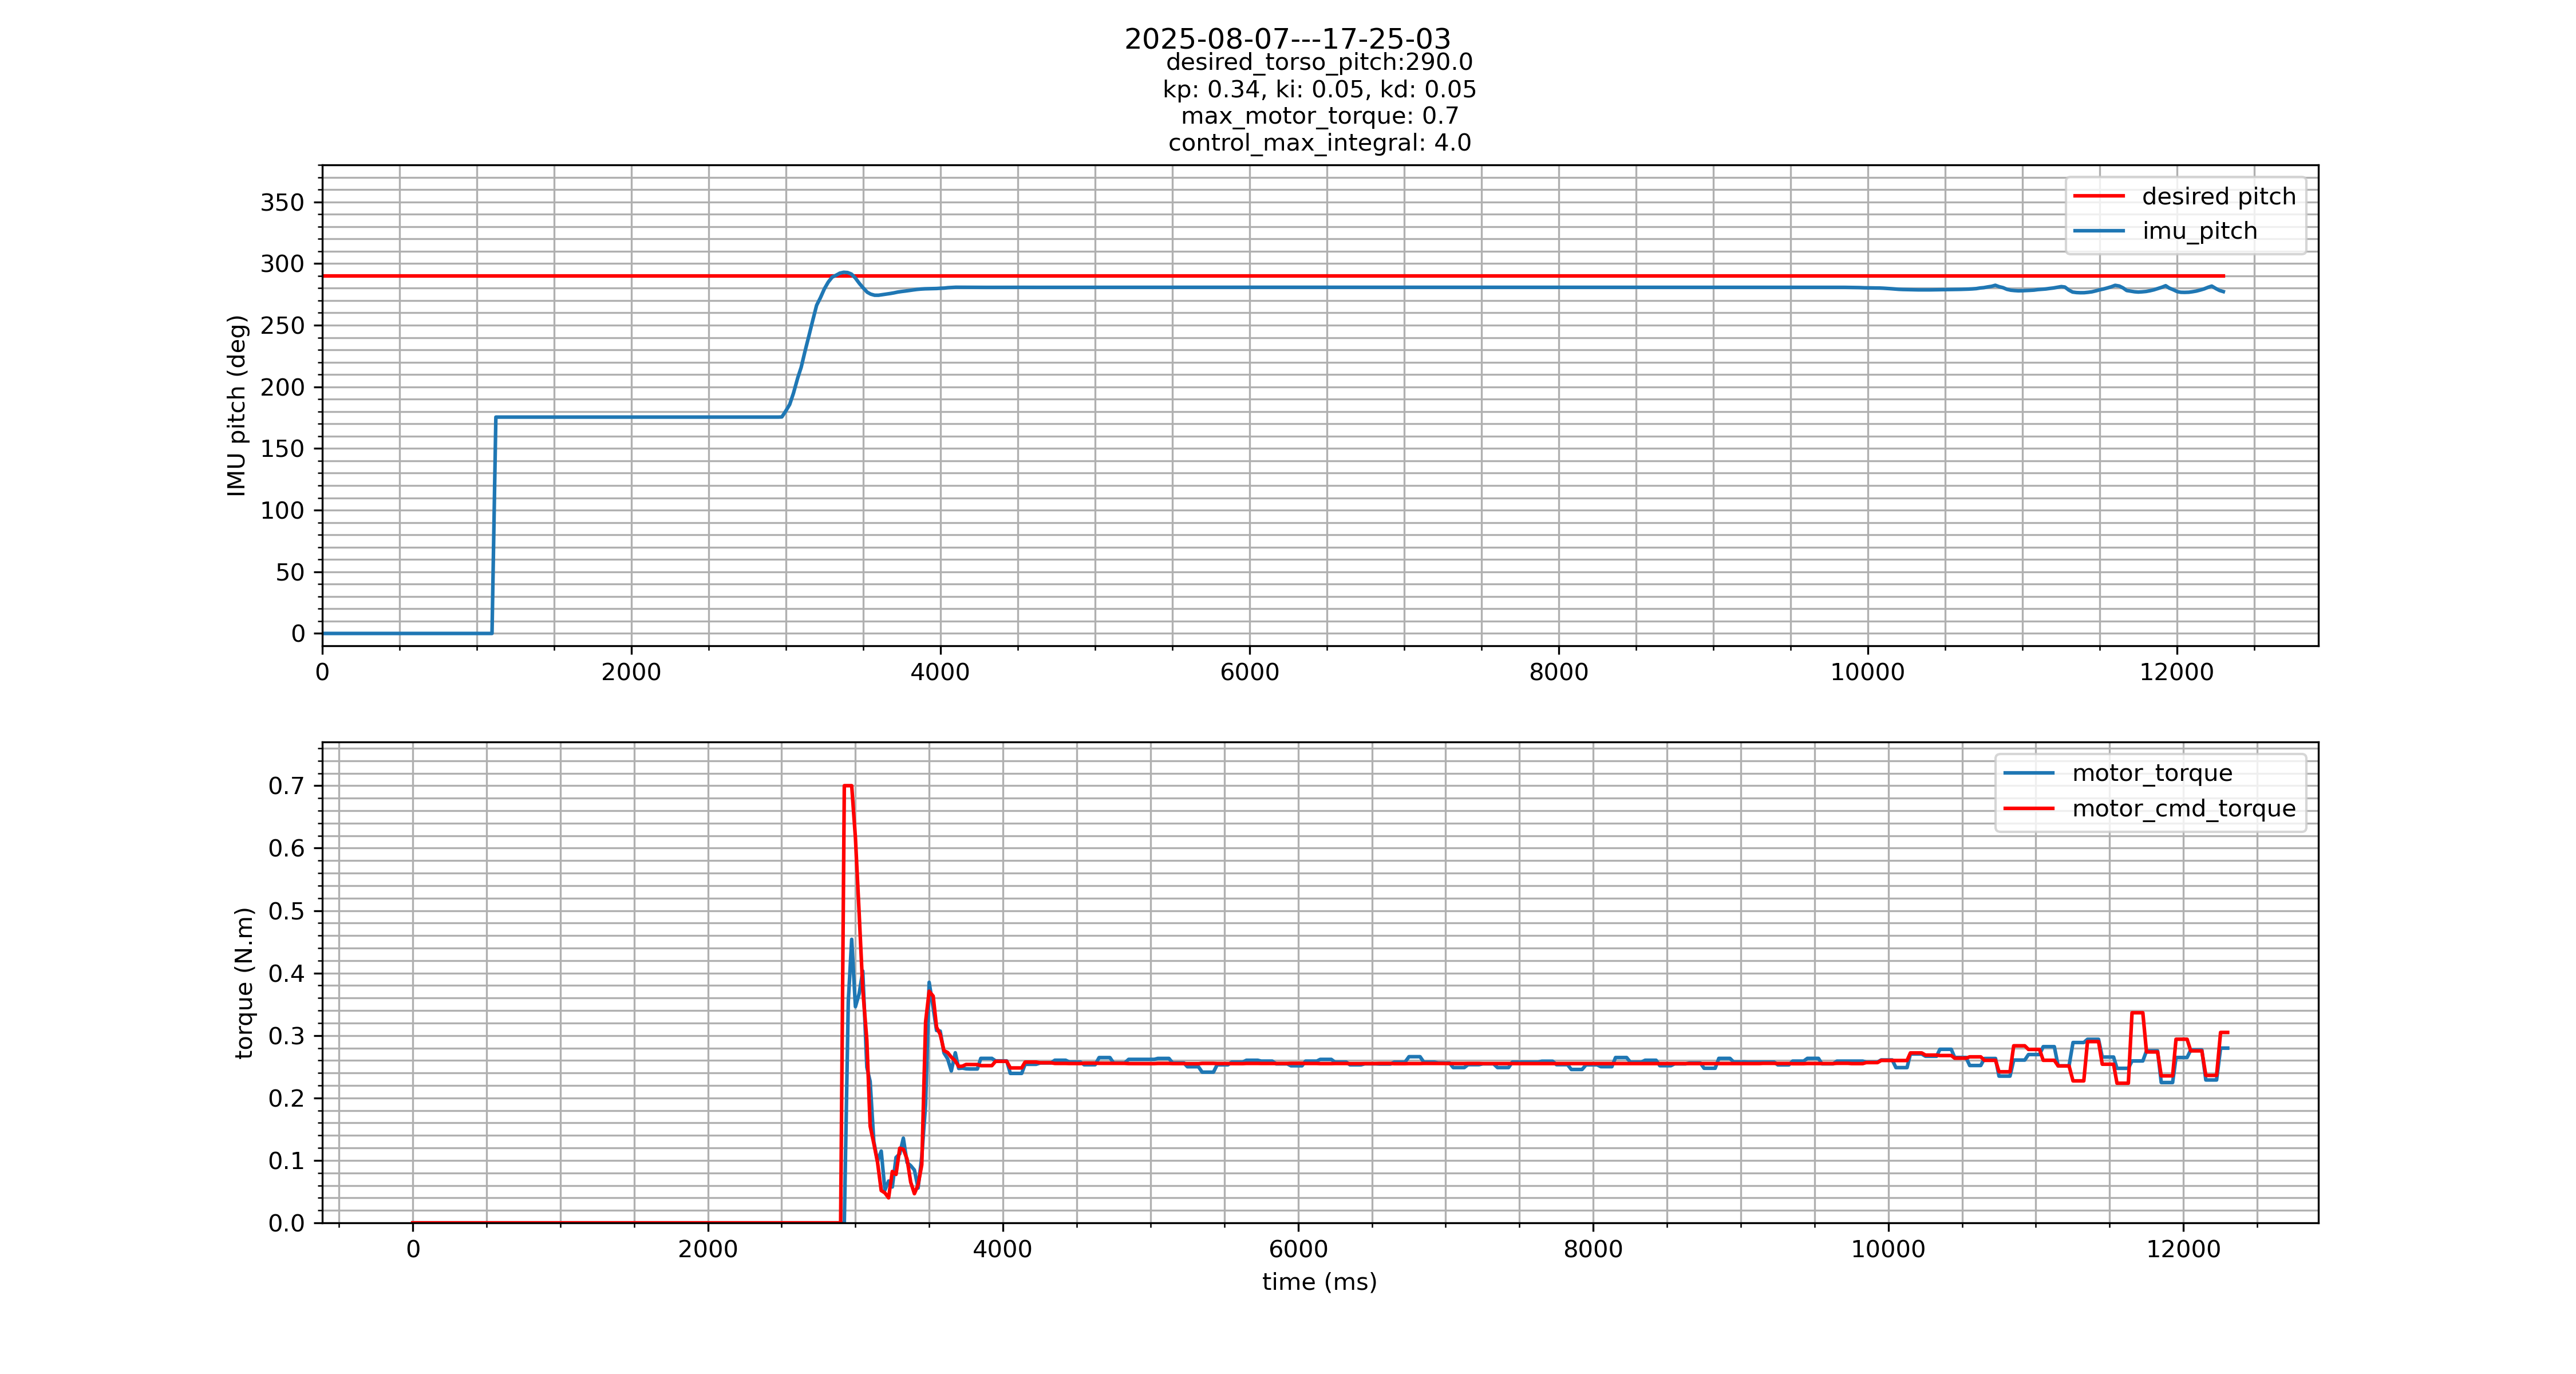 2025-08-07---17-25-03
desired_torso_pitch:290.0
kp: 0.34, ki: 0.05, kd: 0.05
max_motor_torque: 0.7
control_max_integral: 4.0
350
300
250
200
150
100
50
0
IMU pitch (deg)
desired pitch
imu_pitch
0 2000 4000 6000 8000 10000 12000
0.7
0.6
0.5
0.4
0.3
0.2
0.1
0.0
torque (N.m)
motor_torque
motor_cmd_torque
0 2000 4000 6000 8000 10000 12000
time (ms)